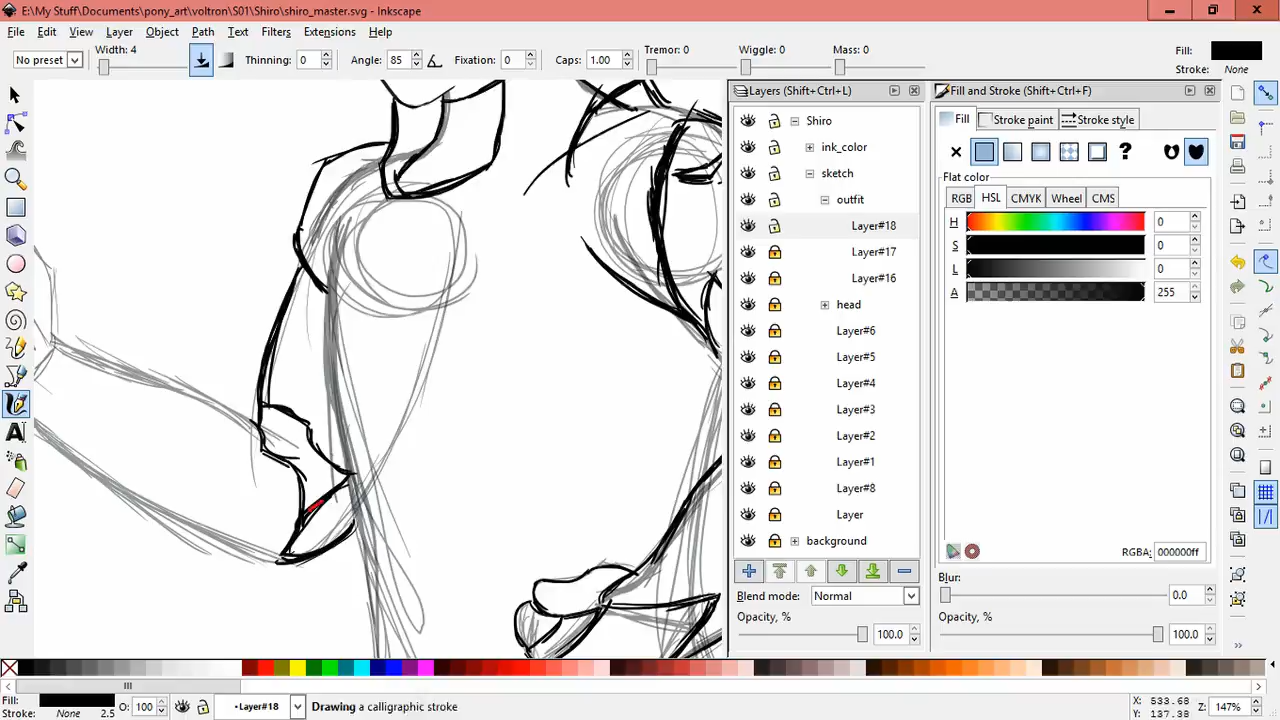 E:\My Stuff\Documents\pony_art\voltron\S01\Shiro\shiro_master.svg - Inkscape
File Edit View Layer Object Path Text Filters Extensions Help
No preset Width: 4 Thinning: 0 Angle: 85 Fixation: 0 Caps: 1.00 Tremor: 0 Wiggle: 0 Mass: 0 Fill:
Stroke: None
Layers (Shift+Ctrl+L)
Shiro
ink_color
sketch
outfit
Layer#18
Layer#17
Layer#16
head
Layer#6
Layer#5
Layer#4
Layer#3
Layer#2
Layer#1
Layer#8
Layer
background
Blend mode: Normal
Opacity, % 100.0
Fill and Stroke (Shift+Ctrl+F)
Fill Stroke paint Stroke style
?
Flat color
RGB HSL CMYK Wheel CMS
H 0
S 0
L 0
A 255
RGBA: 000000ff
Blur:
0.0
Opacity, %
100.0
Fill:
Stroke: None 2.5
O: 100
•Layer#18
Drawing a calligraphic stroke
X: 533.68
Y: 137.38
Z: 147%